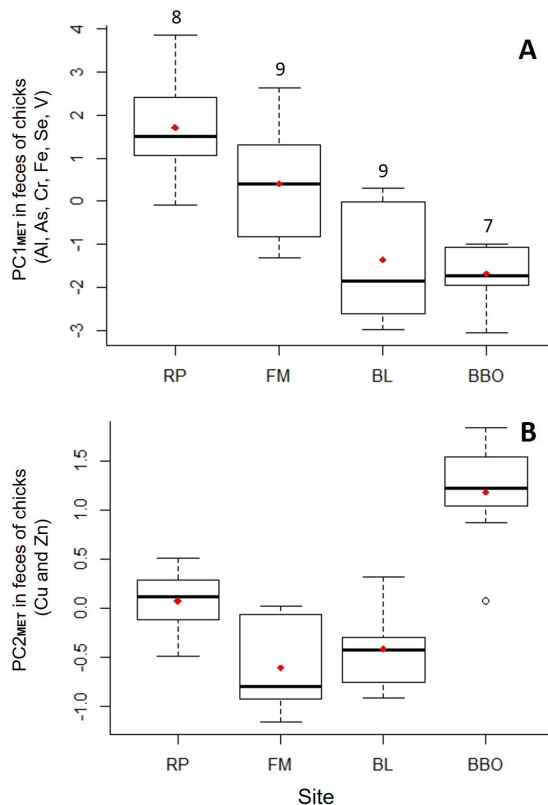 A
8
9
9
7
4
3
2
1
0
-1
-2
-3
PC1MET in feces of chicks
(Al, As, Cr, Fe, Se, V)
RP FM BL BBO
B
1.5
1.0
0.5
0.0
-0.5
-1.0
PC2MET in feces of chicks
(Cu and Zn)
RP FM BL BBO
Site